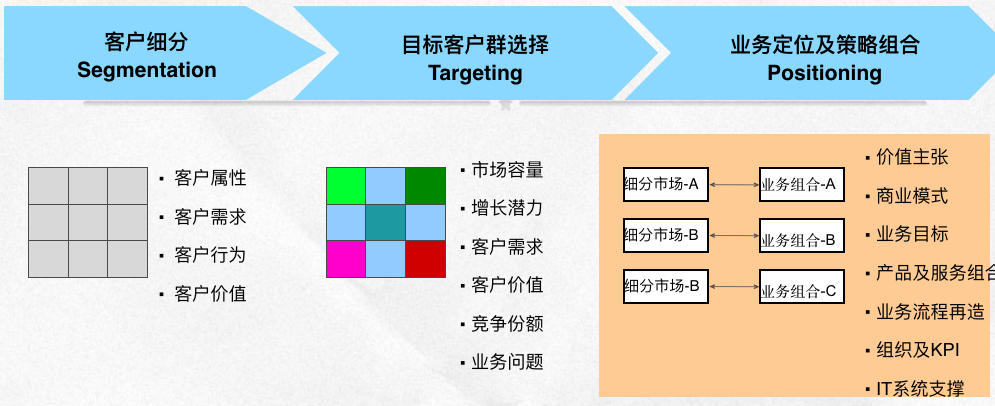 客户细分
Segmentation
目标客户群选择
Targeting
业务定位及策略组合
Positioning
▪ 客户属性
▪ 客户需求
▪ 客户行为
▪ 客户价值
▪ 市场容量
▪ 增长潜力
▪ 客户需求
▪ 客户价值
▪ 竞争份额
▪ 业务问题
细分市场-A
业务组合-A
细分市场-B
业务组合-B
细分市场-B
业务组合-C
▪ 价值主张
▪ 商业模式
▪ 业务目标
▪ 产品及服务组合
▪ 业务流程再造
▪ 组织及KPI
▪ IT系统支撑